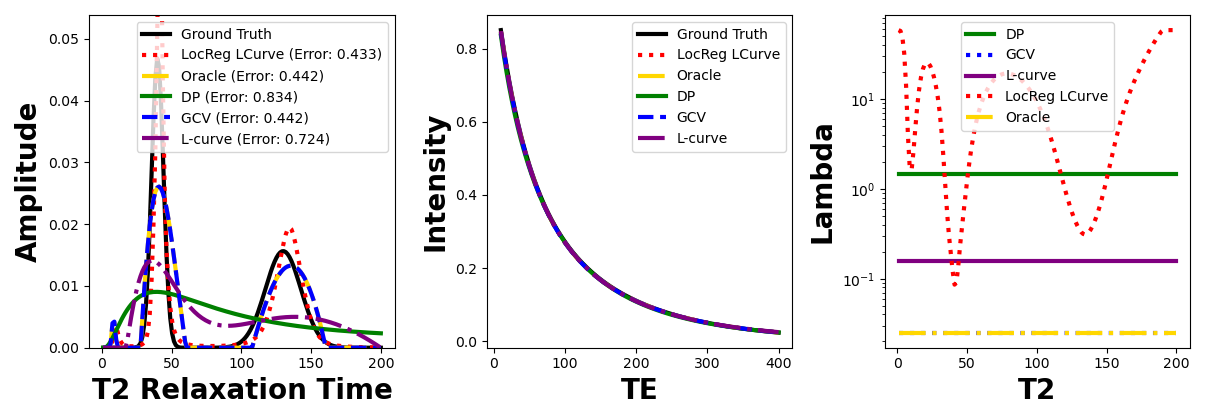 Amplitude
0.05
0.04
0.03
0.02
0.01
0.00
Ground Truth
LocReg LCurve (Error: 0.433)
Oracle (Error: 0.442)
DP (Error: 0.834)
GCV (Error: 0.442)
L-curve (Error: 0.724)
0
50
100
150
200
T2 Relaxation Time
Intensity
0.8
0.6
0.4
0.2
0.0
Ground Truth
LocReg LCurve
Oracle
DP
GCV
L-curve
0
100
200
300
400
TE
Lambda
10¹
10⁰
10⁻¹
DP
GCV
L-curve
LocReg LCurve
Oracle
0
50
100
150
200
T2